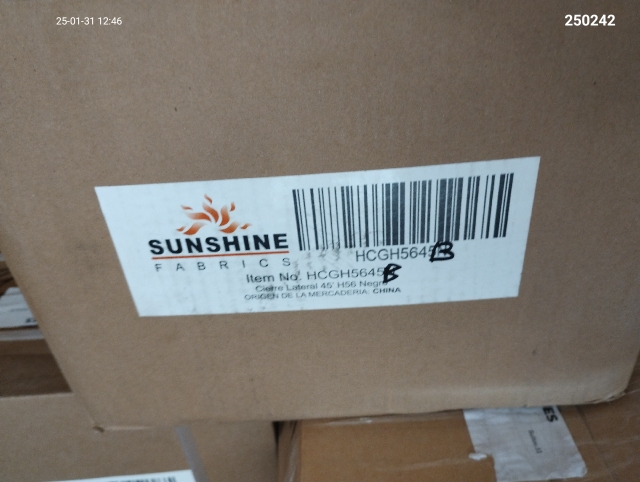 25-01-31 12:46
250242
SUNSHINE
FABRICS
HCGH5645B
Item No. HCGH5645B
Cierre Lateral 45' H56 Negro
ORIGEN DE LA MERCADERIA: CHINA
ES